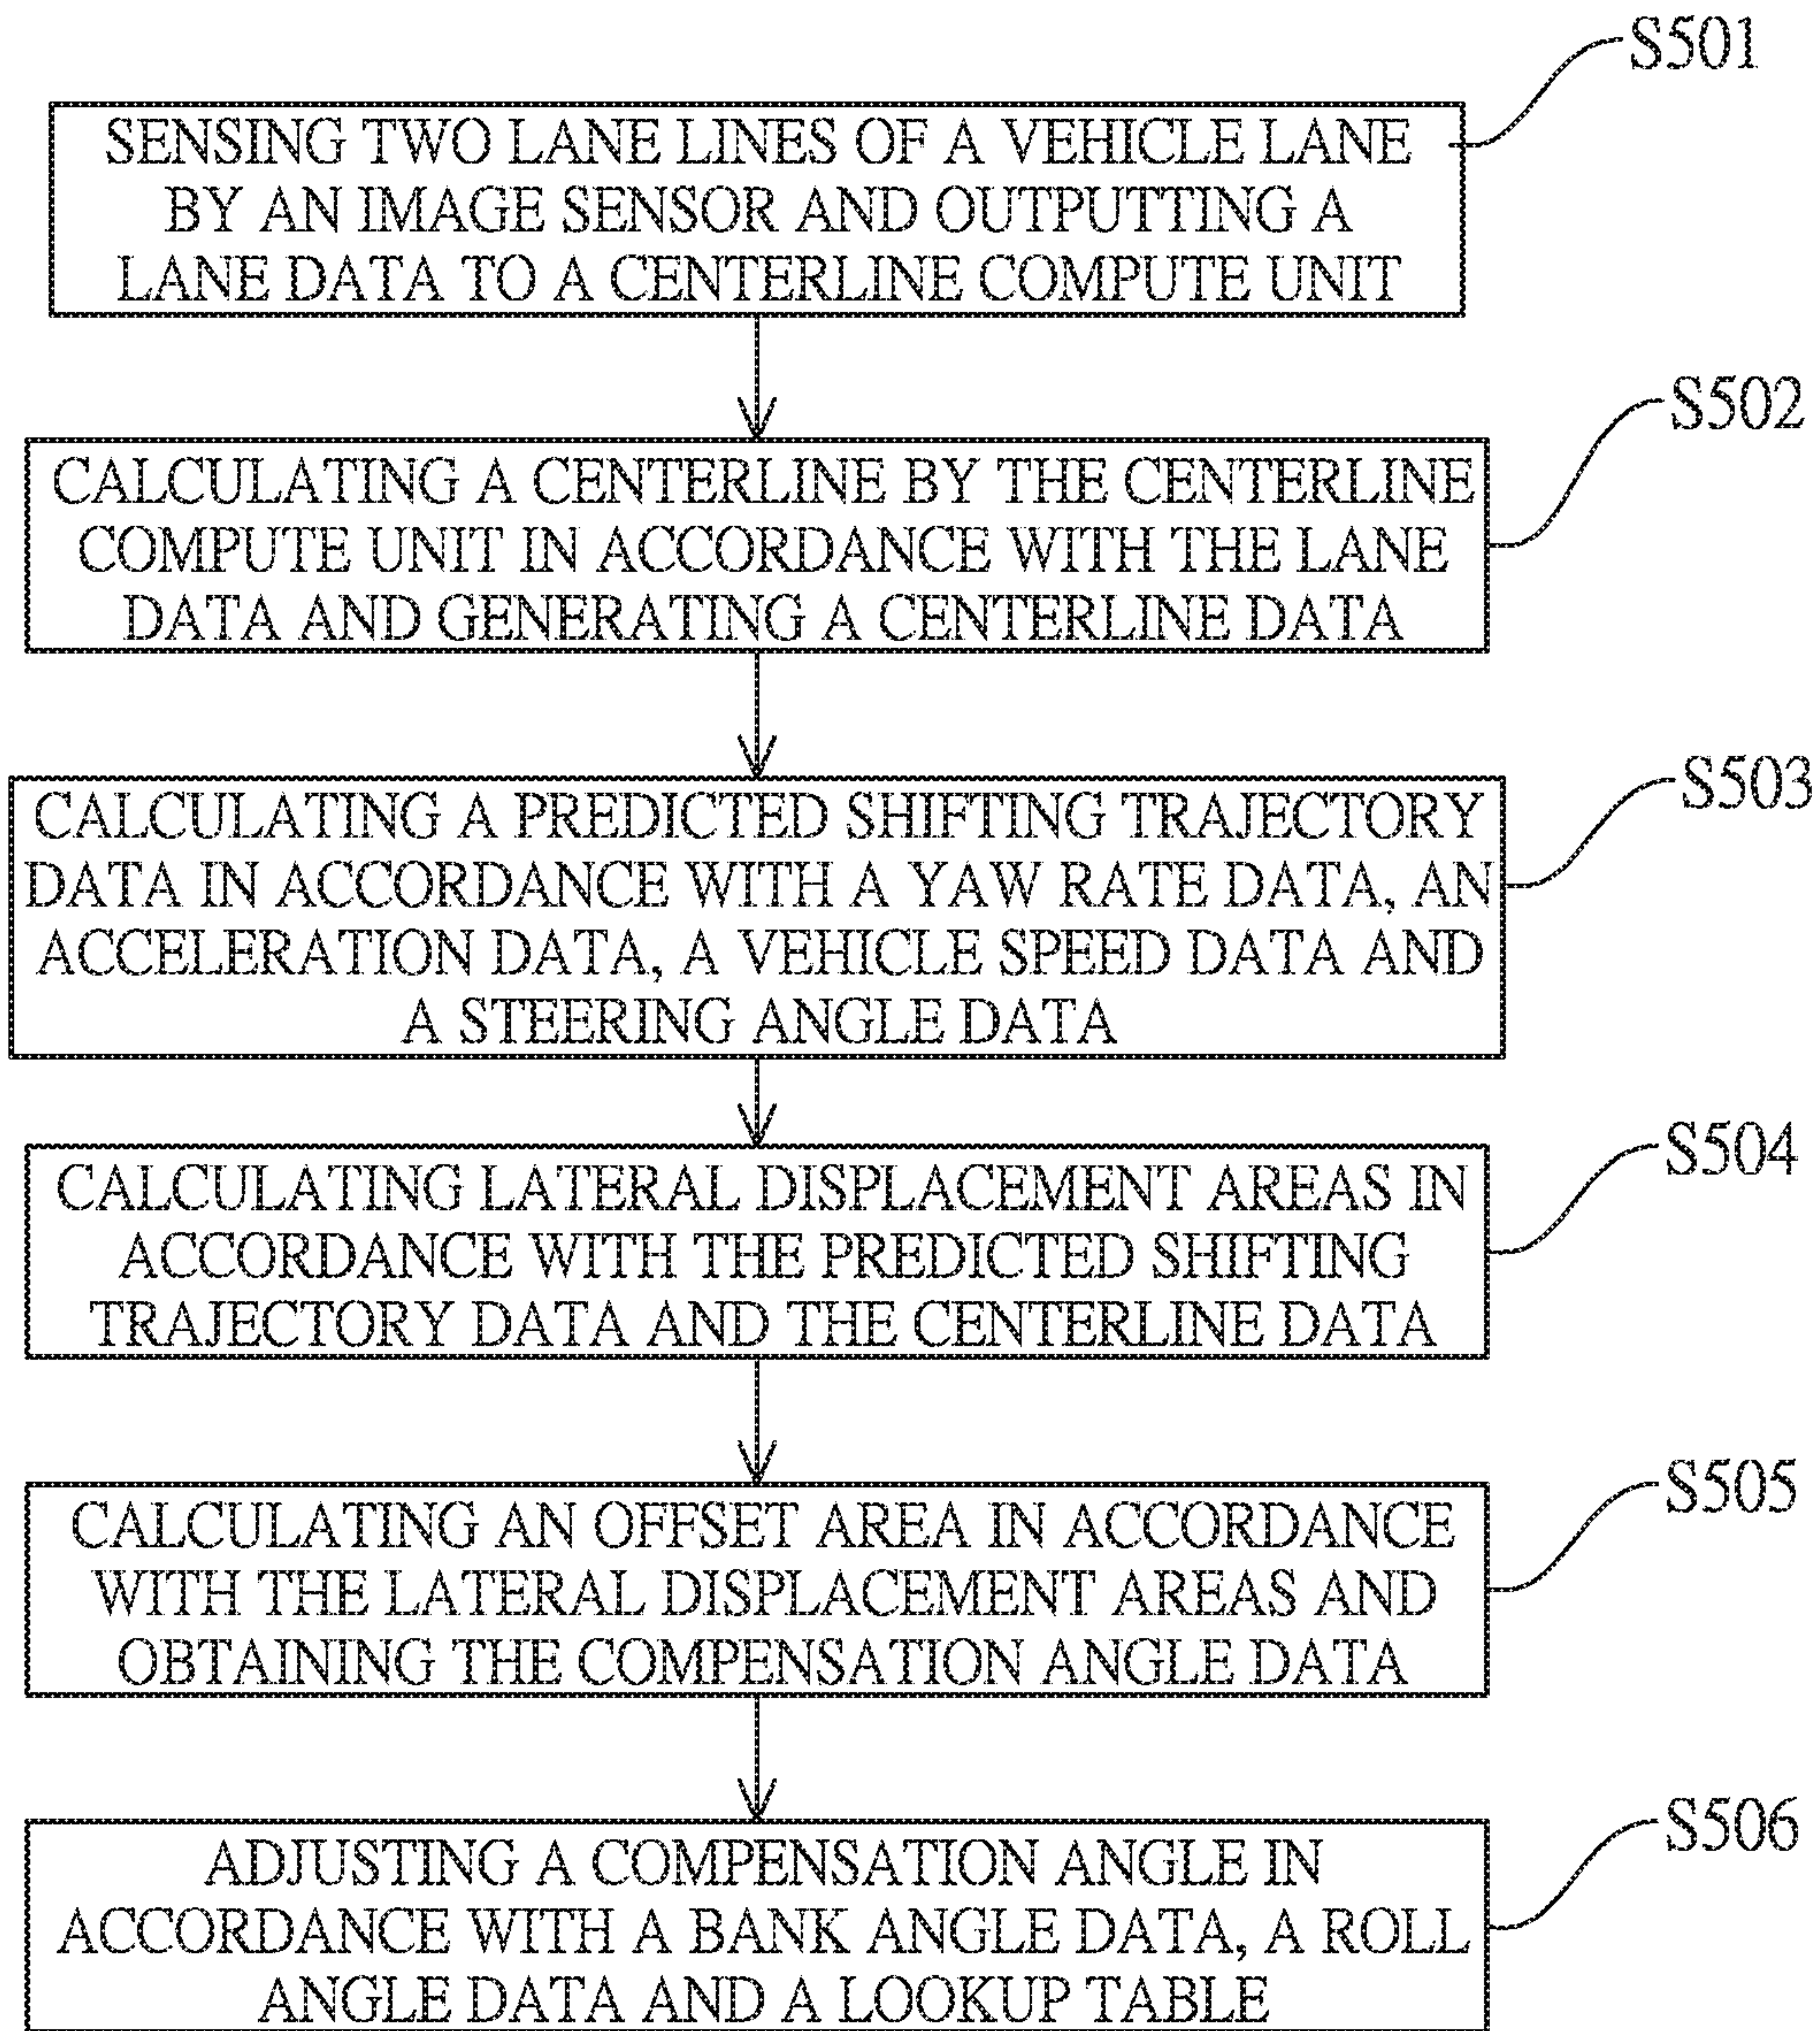 S501
SENSING TWO LANE LINES OF A VEHICLE LANE
BY AN IMAGE SENSOR AND OUTPUTTING A
LANE DATA TO A CENTERLINE COMPUTE UNIT
S502
CALCULATING A CENTERLINE BY THE CENTERLINE
COMPUTE UNIT IN ACCORDANCE WITH THE LANE
DATA AND GENERATING A CENTERLINE DATA
S503
CALCULATING A PREDICTED SHIFTING TRAJECTORY
DATA IN ACCORDANCE WITH A YAW RATE DATA, AN
ACCELERATION DATA, A VEHICLE SPEED DATA AND
A STEERING ANGLE DATA
S504
CALCULATING LATERAL DISPLACEMENT AREAS IN
ACCORDANCE WITH THE PREDICTED SHIFTING
TRAJECTORY DATA AND THE CENTERLINE DATA
S505
CALCULATING AN OFFSET AREA IN ACCORDANCE
WITH THE LATERAL DISPLACEMENT AREAS AND
OBTAINING THE COMPENSATION ANGLE DATA
S506
ADJUSTING A COMPENSATION ANGLE IN
ACCORDANCE WITH A BANK ANGLE DATA, A ROLL
ANGLE DATA AND A LOOKUP TABLE